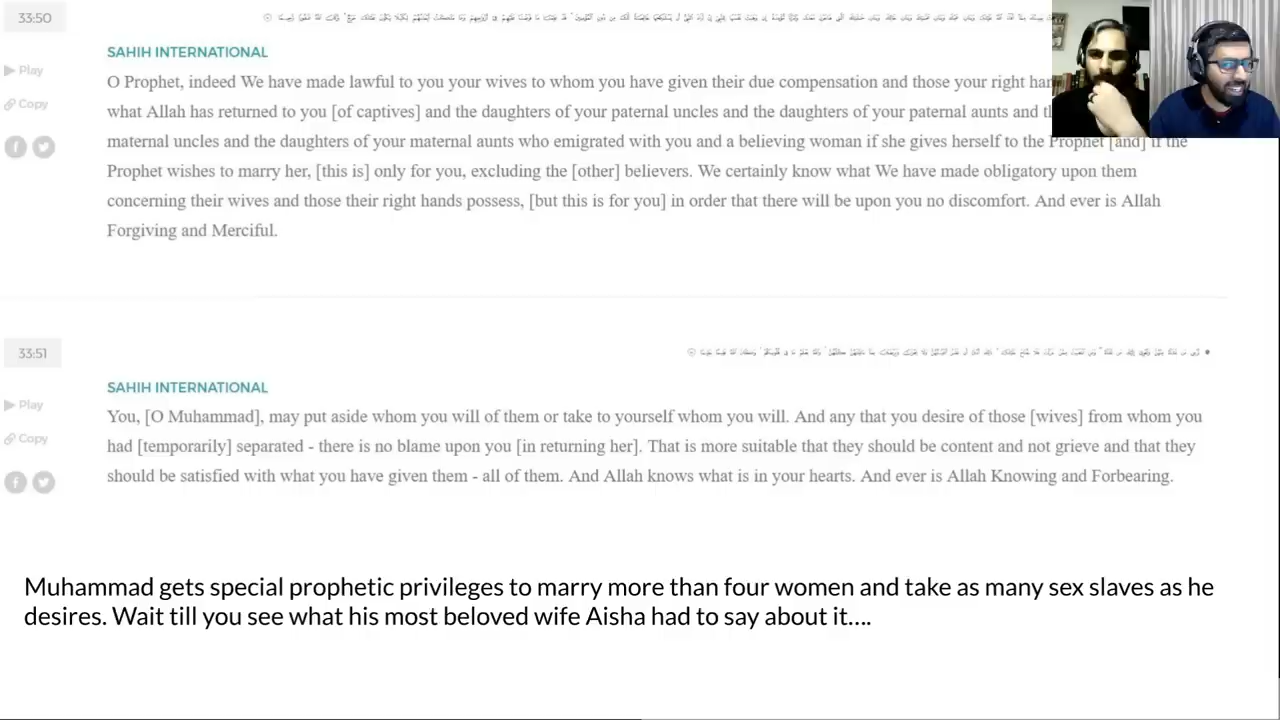 33:50
SAHIH INTERNATIONAL
Play
O Prophet, indeed We have made lawful to you your wives to whom you have given their due compensation and those your right
Copy
what Allah has returned to you [of captives] and the daughters of your paternal uncles and the daughters of your paternal aunts and
maternal uncles and the daughters of your maternal aunts who emigrated with you and a believing woman if she gives herself to the Prophet [and] if the
Prophet wishes to marry her, [this is] only for you, excluding the [other] believers. We certainly know what We have made obligatory upon them
concerning their wives and those their right hands possess, [but this is for you] in order that there will be upon you no discomfort. And ever is Allah
Forgiving and Merciful.
33:51
SAHIH INTERNATIONAL
Play
You, [O Muhammad], may put aside whom you will of them or take to yourself whom you will. And any that you desire of those [wives] from whom you
Copy
had [temporarily] separated - there is no blame upon you [in returning her]. That is more suitable that they should be content and not grieve and that they
should be satisfied with what you have given them - all of them. And Allah knows what is in your hearts. And ever is Allah Knowing and Forbearing.
Muhammad gets special prophetic privileges to marry more than four women and take as many sex slaves as he
desires. Wait till you see what his most beloved wife Aisha had to say about it....